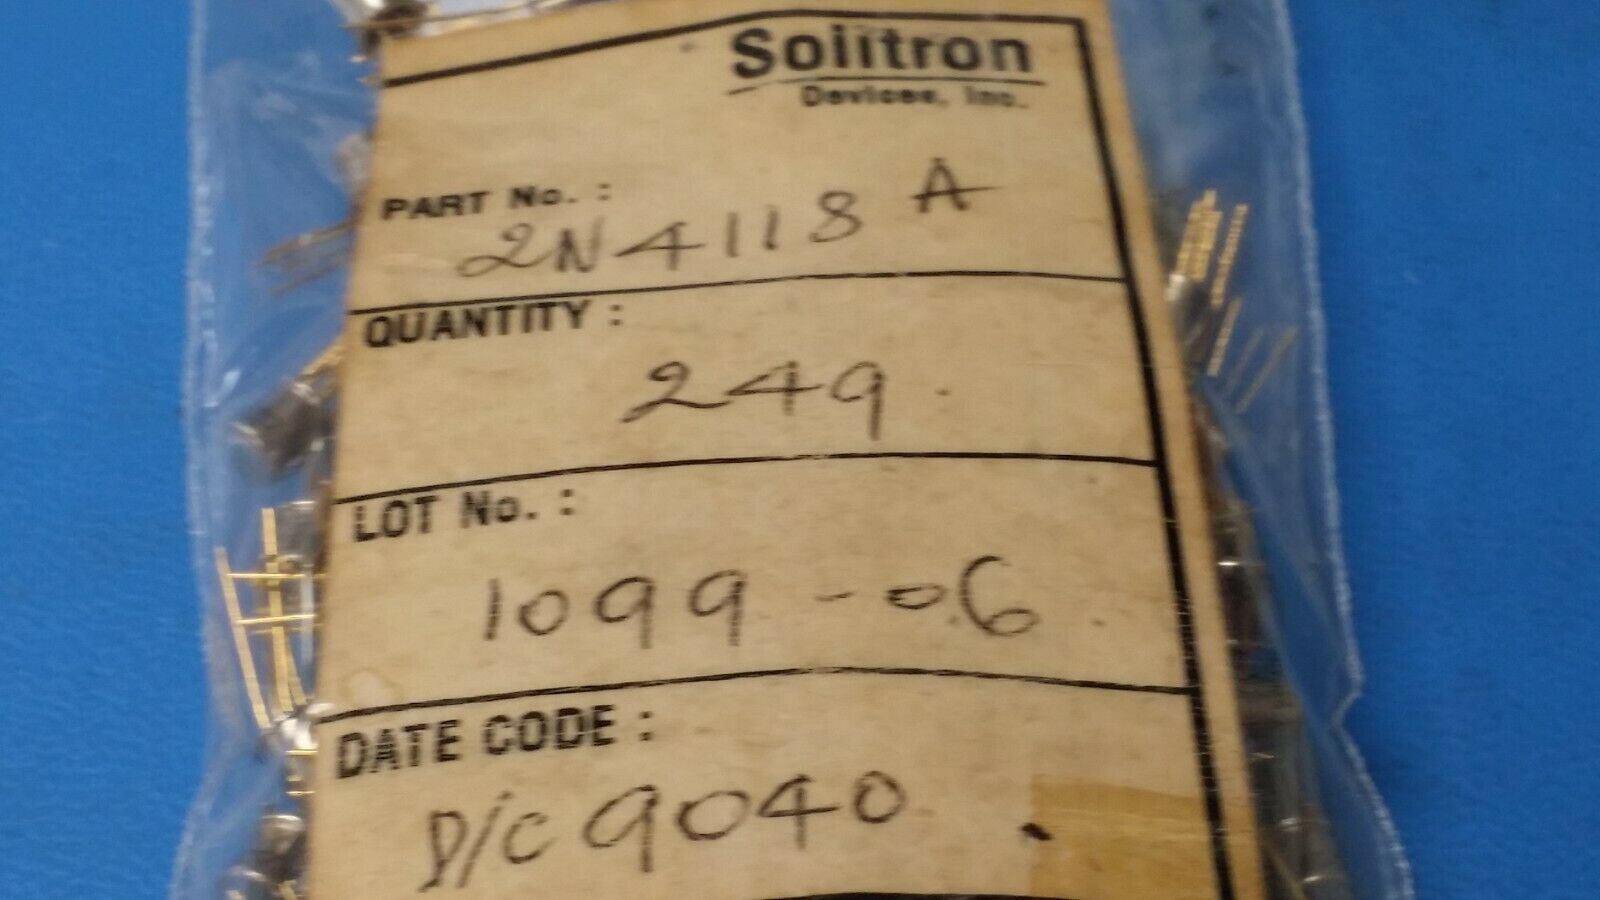 Solitron
Devices, Inc.
PART No. :
2N4118 A
QUANTITY :
249
LOT No. :
1099 - 06
DATE CODE :
D/C 9040